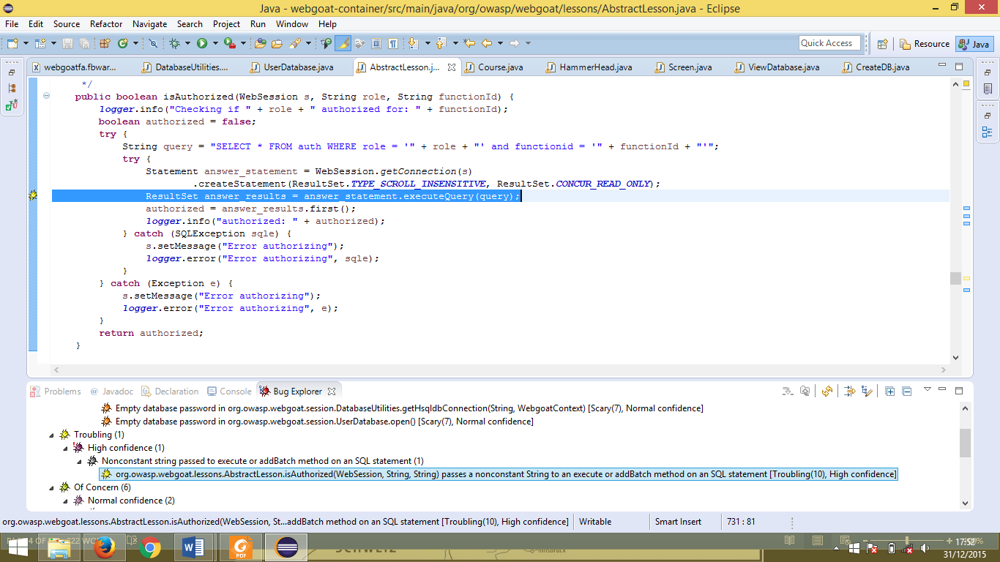 Java - webgoat-container/src/main/java/org/owasp/webgoat/lessons/AbstractLesson.java - Eclipse
File Edit Source Refactor Navigate Search Project Run Window Help
Quick Access Resource Java
webgoatfa.fbwar... DatabaseUtilities.... UserDatabase.java AbstractLesson.j... Course.java HammerHead.java Screen.java ViewDatabase.java CreateDB.java
*/
public boolean isAuthorized(WebSession s, String role, String functionId) {
logger.info("Checking if " + role + " authorized for: " + functionId);
boolean authorized = false;
try {
String query = "SELECT * FROM auth WHERE role = '" + role + "' and functionid = '" + functionId + "'";
try {
Statement answer_statement = WebSession.getConnection(s)
.createStatement(ResultSet.TYPE_SCROLL_INSENSITIVE, ResultSet.CONCUR_READ_ONLY);
ResultSet answer_results = answer_statement.executeQuery(query);
authorized = answer_results.first();
logger.info("authorized: " + authorized);
} catch (SQLException sqle) {
s.setMessage("Error authorizing");
logger.error("Error authorizing", sqle);
}
} catch (Exception e) {
s.setMessage("Error authorizing");
logger.error("Error authorizing", e);
}
return authorized;
}
Problems @ Javadoc Declaration Console Bug Explorer
Empty database password in org.owasp.webgoat.session.DatabaseUtilities.getHsqldbConnection(String, WebgoatContext) [Scary(7), Normal confidence]
Empty database password in org.owasp.webgoat.session.UserDatabase.open() [Scary(7), Normal confidence]
Troubling (1)
High confidence (1)
Nonconstant string passed to execute or addBatch method on an SQL statement (1)
org.owasp.webgoat.lessons.AbstractLesson.isAuthorized(WebSession, String, String) passes a nonconstant String to an execute or addBatch method on an SQL statement [Troubling(10), High confidence]
Of Concern (6)
Normal confidence (2)
org.owasp.webgoat.lessons.AbstractLesson.isAuthorized(WebSession, St...addBatch method on an SQL statement [Troubling(10), High confidence] Writable Smart Insert 731 : 81
SCHWEIZ Innsbruck
PDF
17:52
31/12/2015